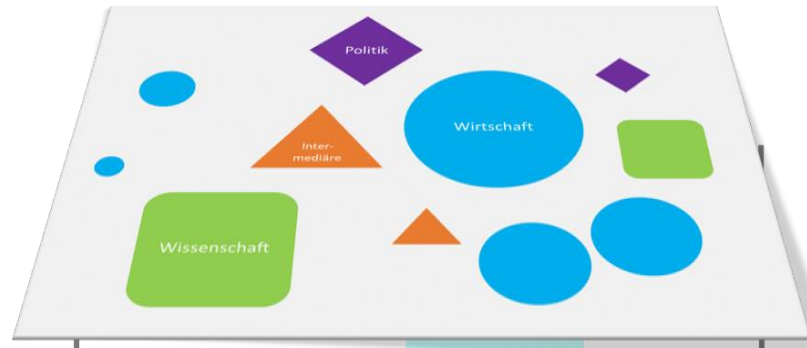 Politik
Wirtschaft
Inter-
mediäre
Wissenschaft